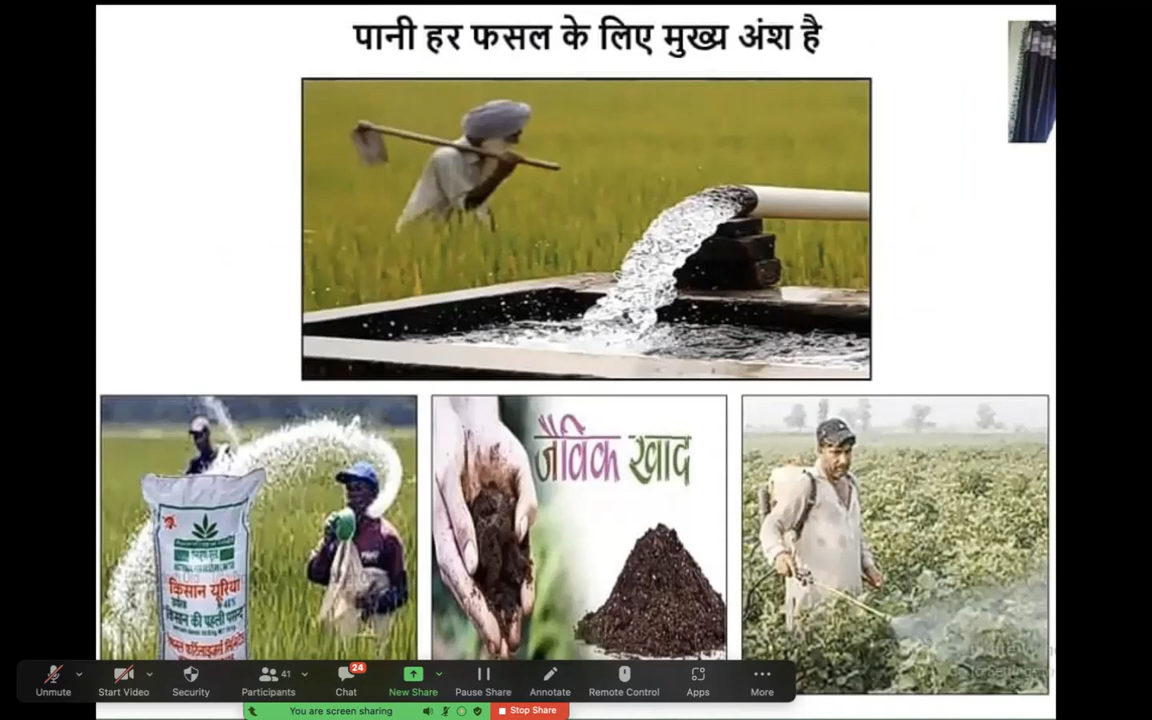 पानी हर फसल के लिए मुख्य अंश है
जैविक खाद
किसान यूरिया
किसान की पहली पसन्द
41
24
Unmute
Start Video
Security
Participants
Chat
New Share
Pause Share
Annotate
Remote Control
Apps
More
You are screen sharing
Stop Share